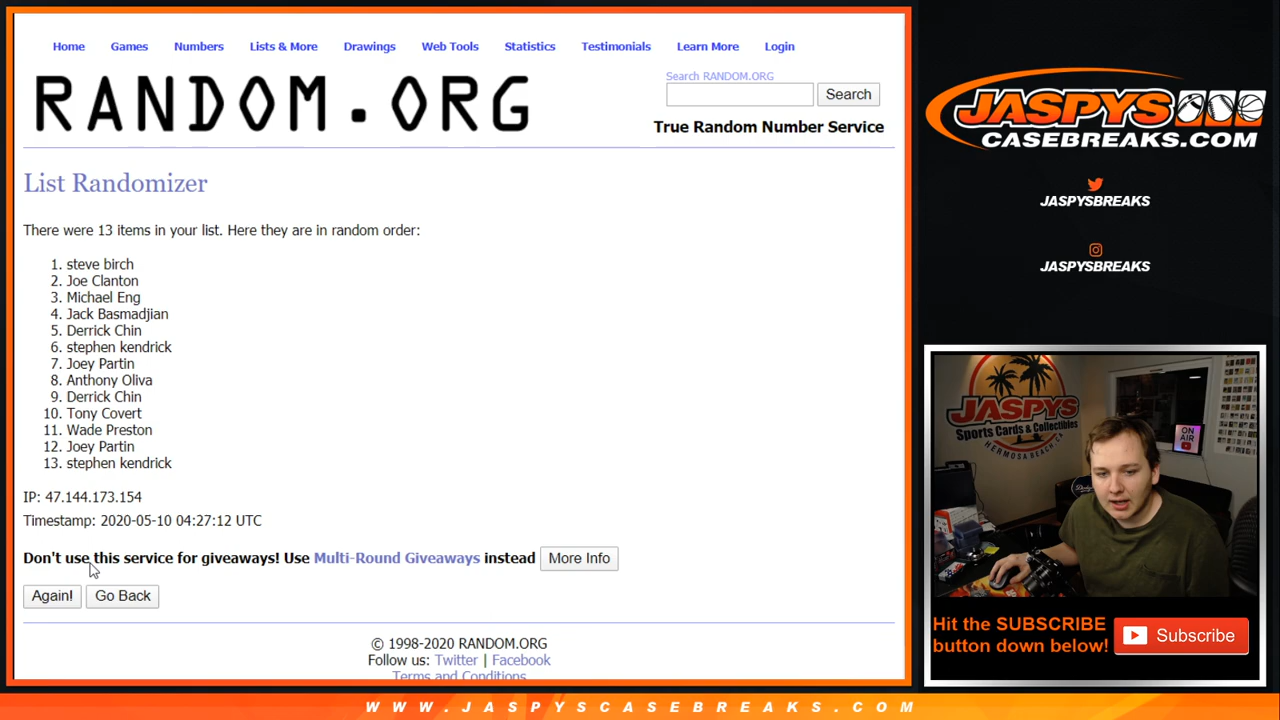 Home Games Numbers Lists & More Drawings Web Tools Statistics Testimonials Learn More Login
RANDOM.ORG
Search RANDOM.ORG
Search
True Random Number Service
List Randomizer
There were 13 items in your list. Here they are in random order:
1. steve birch
2. Joe Clanton
3. Michael Eng
4. Jack Basmadjian
5. Derrick Chin
6. stephen kendrick
7. Joey Partin
8. Anthony Oliva
9. Derrick Chin
10. Tony Covert
11. Wade Preston
12. Joey Partin
13. stephen kendrick
IP: 47.144.173.154
Timestamp: 2020-05-10 04:27:12 UTC
Don't use this service for giveaways! Use Multi-Round Giveaways instead More Info
Again! Go Back
© 1998-2020 RANDOM.ORG
Follow us: Twitter | Facebook
Terms and Conditions
JASPYS
CASEBREAKS.COM
JASPYSBREAKS
JASPYSBREAKS
JASPYS
Sports Cards & Collectibles
HERMOSA BEACH, CA
ON
AIR
Hit the SUBSCRIBE
button down below!
Subscribe
WWW.JASPYSCASEBREAKS.COM